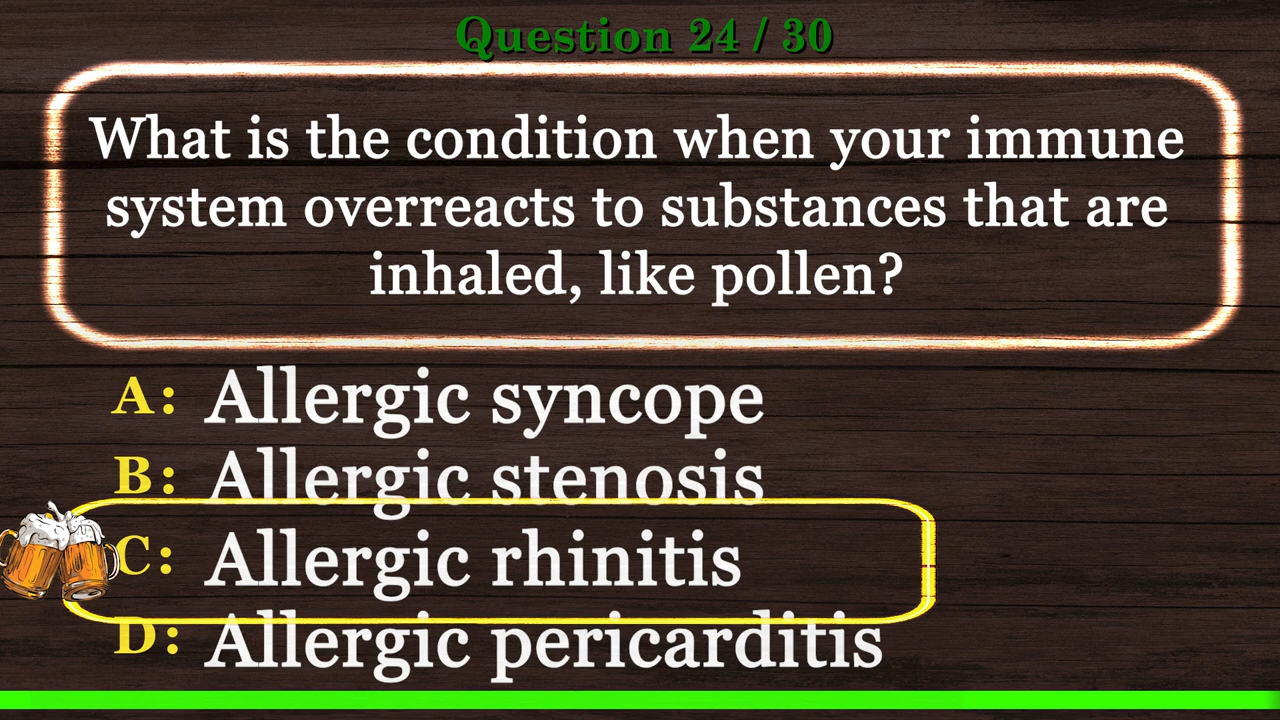 Question 24 / 30
What is the condition when your immune
system overreacts to substances that are
inhaled, like pollen?
A: Allergic syncope
B: Allergic stenosis
C: Allergic rhinitis
D: Allergic pericarditis